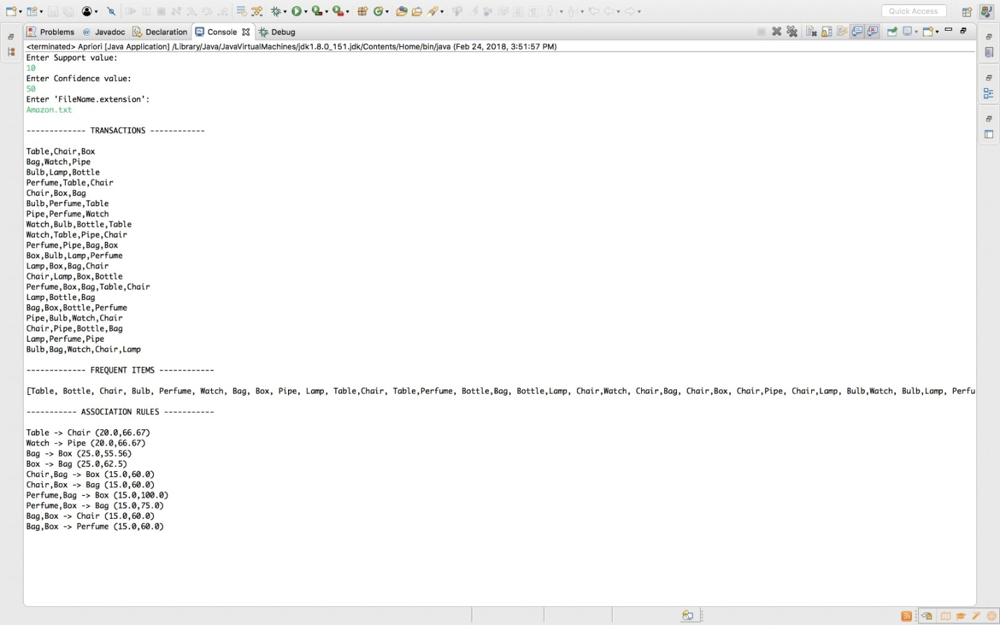 Quick Access
Problems @ Javadoc Declaration Console Debug
<terminated> Apriori [Java Application] /Library/Java/JavaVirtualMachines/jdk1.8.0_151.jdk/Contents/Home/bin/java (Feb 24, 2018, 3:51:57 PM)
Enter Support value:
10
Enter Confidence value:
50
Enter 'FileName.extension':
Amazon.txt
------------- TRANSACTIONS ------------
Table,Chair,Box
Bag,Watch,Pipe
Bulb,Lamp,Bottle
Perfume,Table,Chair
Chair,Box,Bag
Bulb,Perfume,Table
Pipe,Perfume,Watch
Watch,Bulb,Bottle,Table
Watch,Table,Pipe,Chair
Perfume,Pipe,Bag,Box
Box,Bulb,Lamp,Perfume
Lamp,Box,Bag,Chair
Chair,Lamp,Box,Bottle
Perfume,Box,Bag,Table,Chair
Lamp,Bottle,Bag
Bag,Box,Bottle,Perfume
Pipe,Bulb,Watch,Chair
Chair,Pipe,Bottle,Bag
Lamp,Perfume,Pipe
Bulb,Bag,Watch,Chair,Lamp
------------- FREQUENT ITEMS ------------
[Table, Bottle, Chair, Bulb, Perfume, Watch, Bag, Box, Pipe, Lamp, Table,Chair, Table,Perfume, Bottle,Bag, Bottle,Lamp, Chair,Watch, Chair,Bag, Chair,Box, Chair,Pipe, Chair,Lamp, Bulb,Watch, Bulb,Lamp, Perfu
----------- ASSOCIATION RULES -----------
Table -> Chair (20.0,66.67)
Watch -> Pipe (20.0,66.67)
Bag -> Box (25.0,55.56)
Box -> Bag (25.0,62.5)
Chair,Bag -> Box (15.0,60.0)
Chair,Box -> Bag (15.0,60.0)
Perfume,Bag -> Box (15.0,100.0)
Perfume,Box -> Bag (15.0,75.0)
Bag,Box -> Chair (15.0,60.0)
Bag,Box -> Perfume (15.0,60.0)